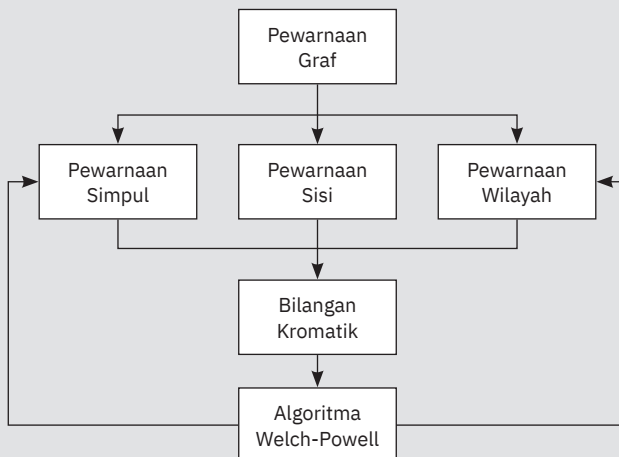 Pewarnaan
Graf
Pewarnaan
Simpul
Pewarnaan
Sisi
Pewarnaan
Wilayah
Bilangan
Kromatik
Algoritma
Welch-Powell